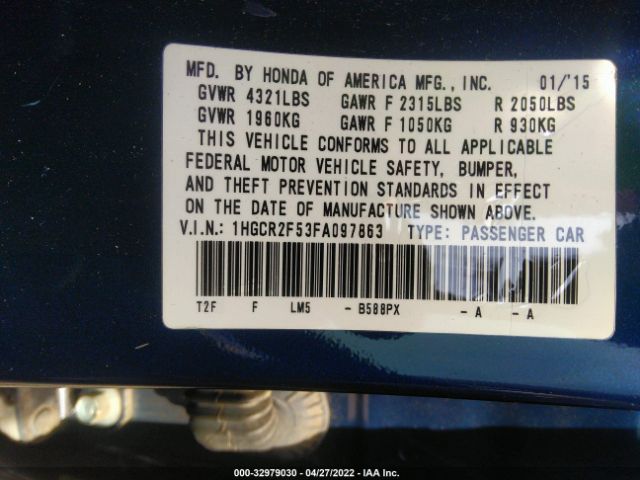 MFD. BY HONDA OF AMERICA MFG., INC. 01/'15
GVWR 4321LBS GAWR F 2315LBS R 2050LBS
GVWR 1960KG GAWR F 1050KG R 930KG
THIS VEHICLE CONFORMS TO ALL APPLICABLE
FEDERAL MOTOR VEHICLE SAFETY, BUMPER,
AND THEFT PREVENTION STANDARDS IN EFFECT
ON THE DATE OF MANUFACTURE SHOWN ABOVE.
V.I.N.: 1HGCR2F53FA097863 TYPE: PASSENGER CAR
T2F F LM5 - B588PX - A - A
000-32979030 - 04/27/2022 - IAA Inc.